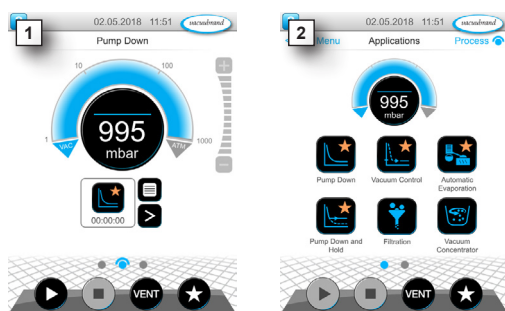 1
02.05.2018 11:51
vacuubrand
Pump Down
10
100
1
1000
VAC
ATM
995
mbar
00:00:00
VENT
2
02.05.2018 11:51
vacuubrand
Menu
Applications
Process
995
mbar
Pump Down
Vacuum Control
Automatic
Evaporation
Pump Down and
Hold
Filtration
Vacuum
Concentrator
VENT